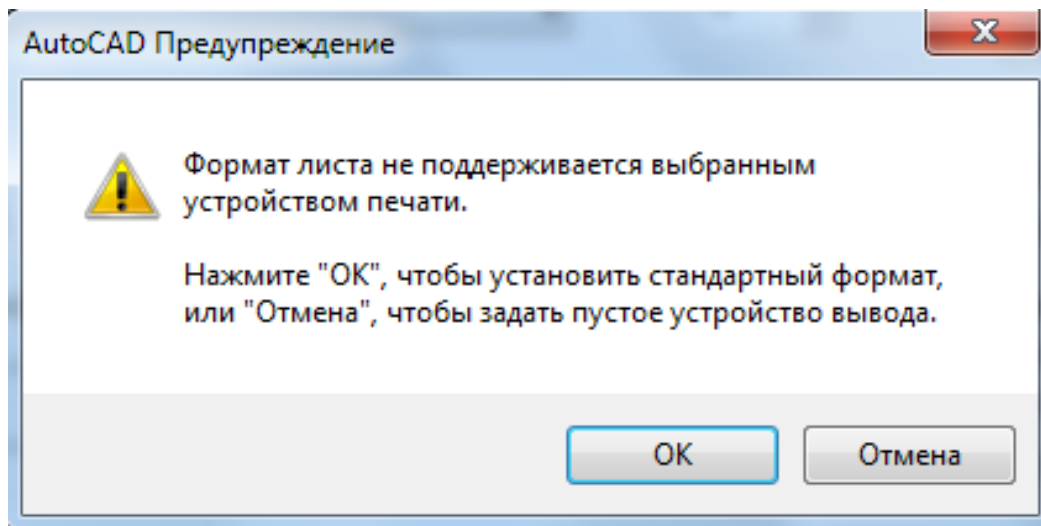 AutoCAD Предупреждение
Формат листа не поддерживается выбранным
устройством печати.
Нажмите "ОК", чтобы установить стандартный формат,
или "Отмена", чтобы задать пустое устройство вывода.
ОК
Отмена